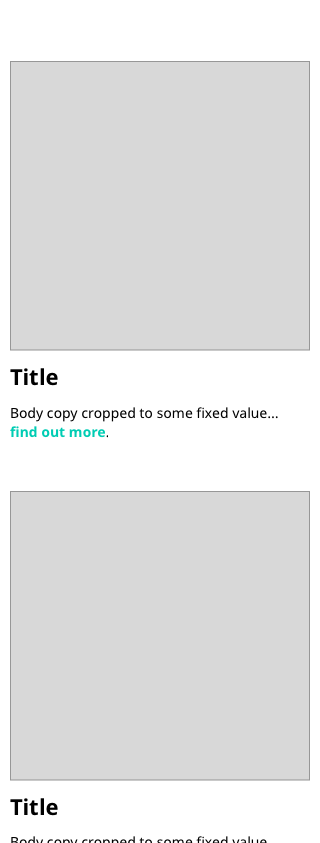 Title
Body copy cropped to some fixed value...
find out more.
Title
Body copy cropped to some fixed value